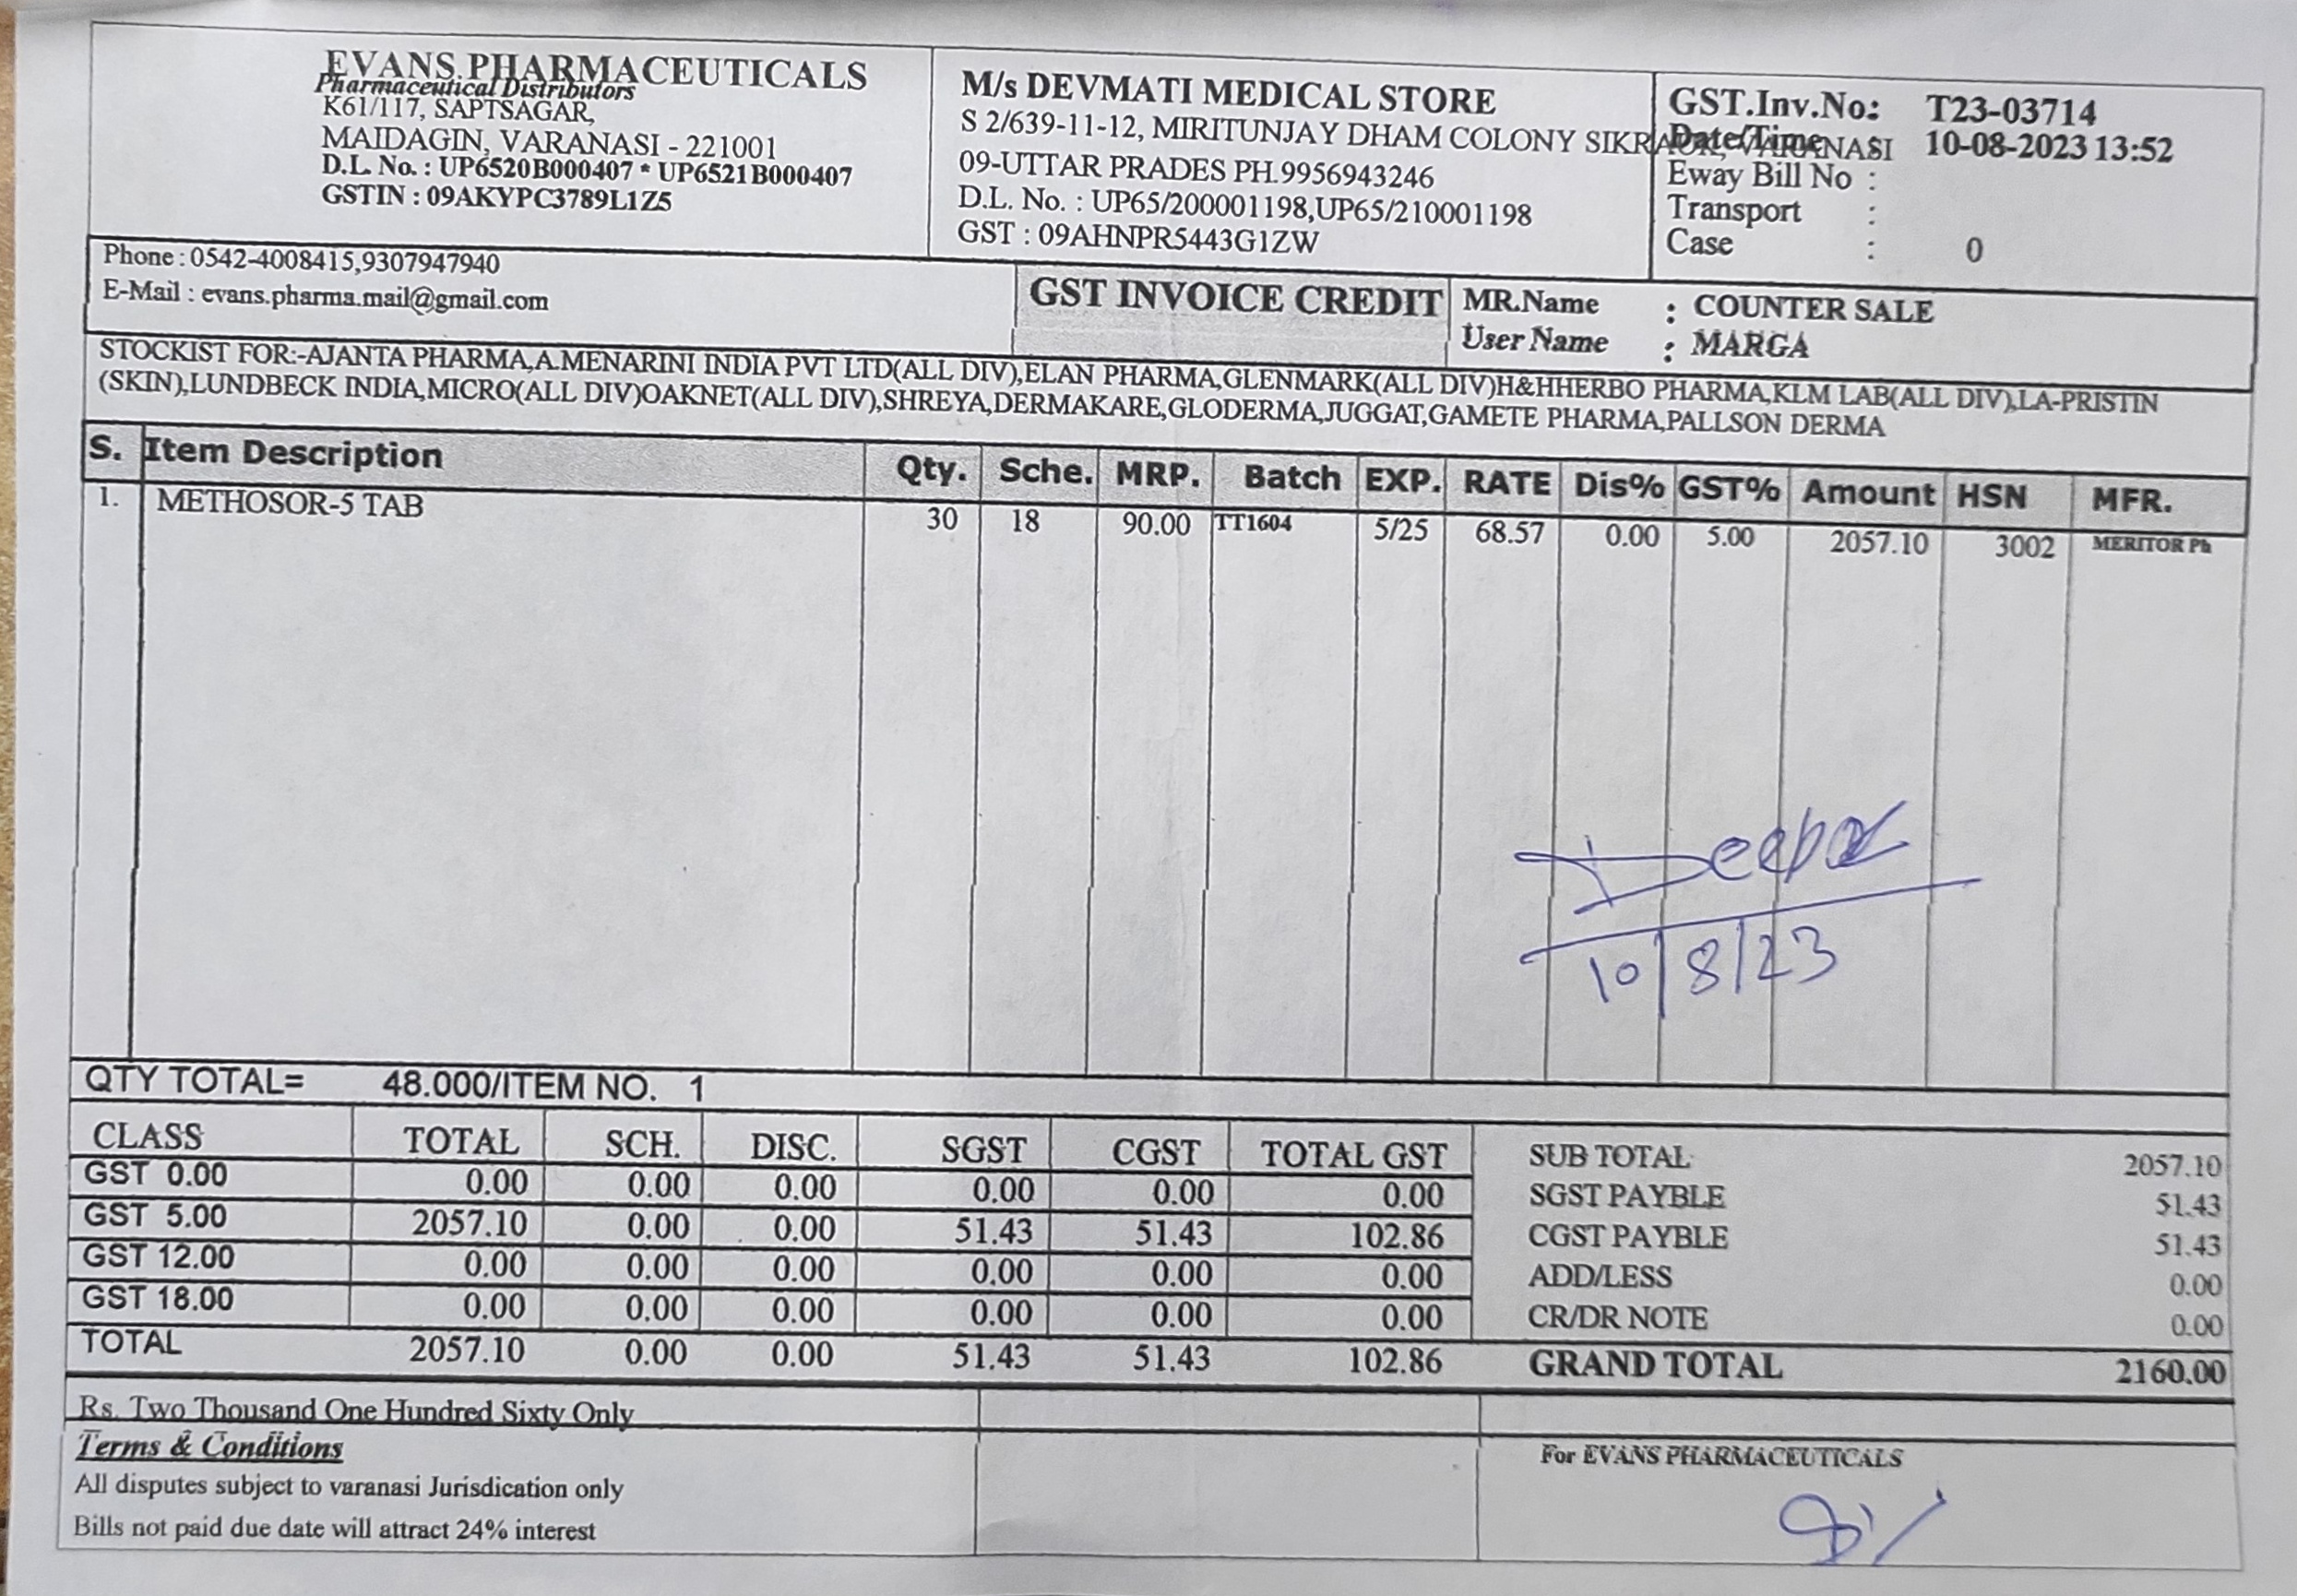 EVANS PHARMACEUTICALS
Pharmaceutical Distributors
K61/117, SAPTSAGAR,
MAIDAGIN, VARANASI - 221001
D.L. No. : UP6520B000407 * UP6521B000407
GSTIN : 09AKYPC3789L1Z5
Phone : 0542-4008415,9307947940
E-Mail : evans.pharma.mail@gmail.com
M/s DEVMATI MEDICAL STORE
S 2/639-11-12, MIRITUNJAY DHAM COLONY SIKRAUL, VARANASI
09-UTTAR PRADES PH.9956943246
D.L. No. : UP65/20001198,UP65/210001198
GST : 09AHNPR5443G1ZW
GST.Inv.No: T23-03714
Date/Time 10-08-2023 13:52
Eway Bill No :
Transport :
Case : 0
GST INVOICE CREDIT
MR.Name : COUNTER SALE
User Name : MARGA
STOCKIST FOR:-AJANTA PHARMA,A.MENARINI INDIA PVT LTD(ALL DIV),ELAN PHARMA,GLENMARK(ALL DIV)H&HHERBO PHARMA,KLM LAB(ALL DIV),LA-PRISTIN
(SKIN),LUNDBECK INDIA,MICRO(ALL DIV)OAKNET(ALL DIV),SHREYA,DERMAKARE,GLODERMA,JUGGAT,GAMETE PHARMA,PALLSON DERMA
S. Item Description Qty. Sche. MRP. Batch EXP. RATE Dis% GST% Amount HSN MFR.
1. METHOSOR-5 TAB 30 18 90.00 TT1604 5/25 68.57 0.00 5.00 2057.10 3002 MERITOR Ph
10/8/23
QTY TOTAL= 48.000/ITEM NO. 1
CLASS TOTAL SCH. DISC. SGST CGST TOTAL GST
GST 0.00 0.00 0.00 0.00 0.00 0.00 0.00
GST 5.00 2057.10 0.00 0.00 51.43 51.43 102.86
GST 12.00 0.00 0.00 0.00 0.00 0.00 0.00
GST 18.00 0.00 0.00 0.00 0.00 0.00 0.00
TOTAL 2057.10 0.00 0.00 51.43 51.43 102.86
SUB TOTAL 2057.10
SGST PAYBLE 51.43
CGST PAYBLE 51.43
ADD/LESS 0.00
CR/DR NOTE 0.00
GRAND TOTAL 2160.00
Rs. Two Thousand One Hundred Sixty Only
Terms & Conditions
All disputes subject to varanasi Jurisdication only
Bills not paid due date will attract 24% interest
For EVANS PHARMACEUTICALS